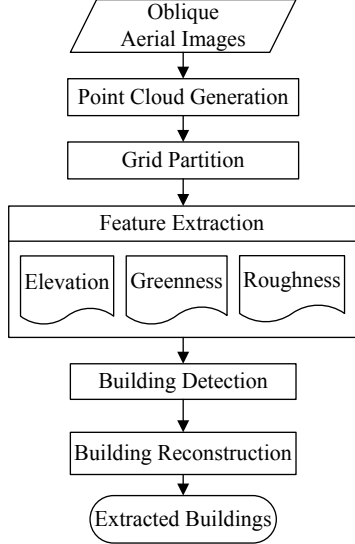 Oblique
Aerial Images
Point Cloud Generation
Grid Partition
Feature Extraction
Elevation
Greenness
Roughness
Building Detection
Building Reconstruction
Extracted Buildings